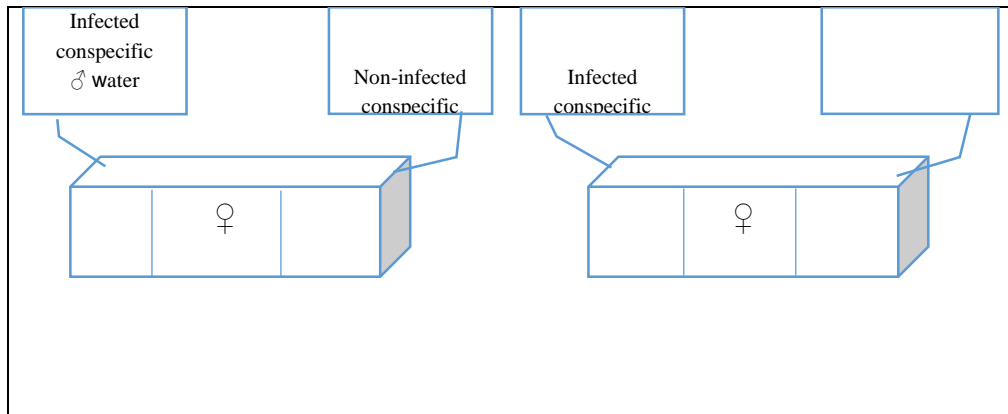 Infected
conspecific
♂ water
Non-infected
conspecific
Infected
conspecific
♀
♀